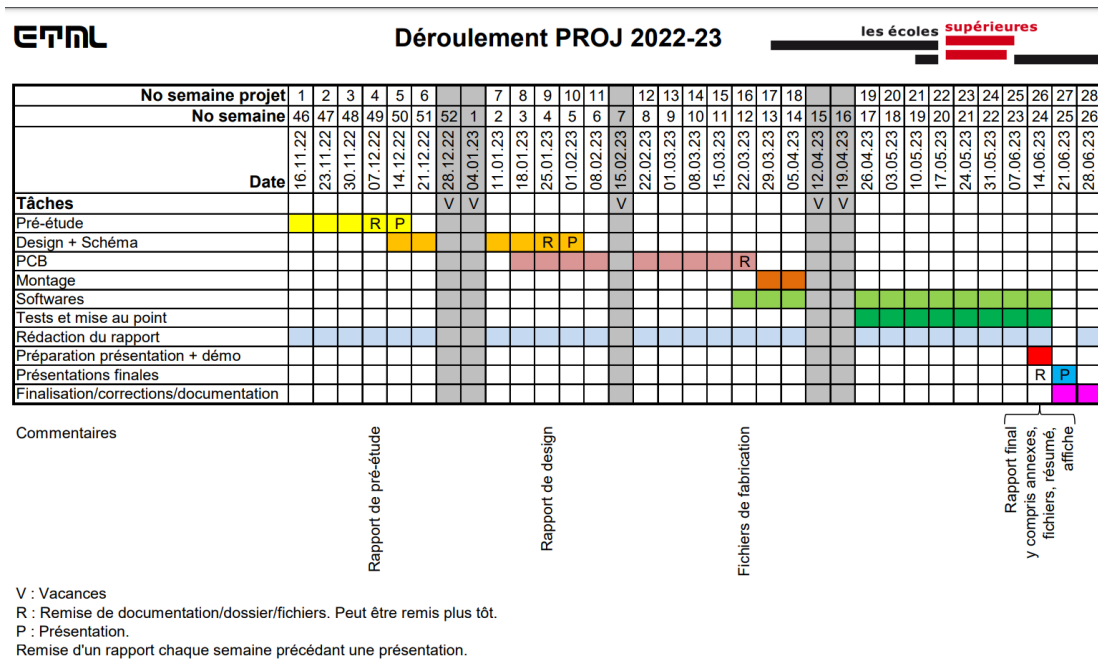 ETML
Déroulement PROJ 2022-23
les écoles supérieures
No semaine projet 1 2 3 4 5 6 7 8 9 10 11 12 13 14 15 16 17 18 19 20 21 22 23 24 25 26 27 28
No semaine 46 47 48 49 50 51 52 1 2 3 4 5 6 7 8 9 10 11 12 13 14 15 16 17 18 19 20 21 22 23 24 25 26
Date 16.11.22 23.11.22 30.11.22 07.12.22 14.12.22 21.12.22 28.12.22 04.01.23 11.01.23 18.01.23 25.01.23 01.02.23 08.02.23 15.02.23 22.02.23 01.03.23 08.03.23 15.03.23 22.03.23 29.03.23 05.04.23 12.04.23 19.04.23 26.04.23 03.05.23 10.05.23 17.05.23 24.05.23 31.05.23 07.06.23 14.06.23 21.06.23 28.06.23
Tâches V V V V V
Pré-étude R P
Design + Schéma R P
PCB R
Montage
Softwares
Tests et mise au point
Rédaction du rapport
Préparation présentation + démo
Présentations finales R P
Finalisation/corrections/documentation
Commentaires
Rapport de pré-étude
Rapport de design
Fichiers de fabrication
Rapport final
y compris annexes,
fichiers, résumé,
affiche
V : Vacances
R : Remise de documentation/dossier/fichiers. Peut être remis plus tôt.
P : Présentation.
Remise d'un rapport chaque semaine précédant une présentation.